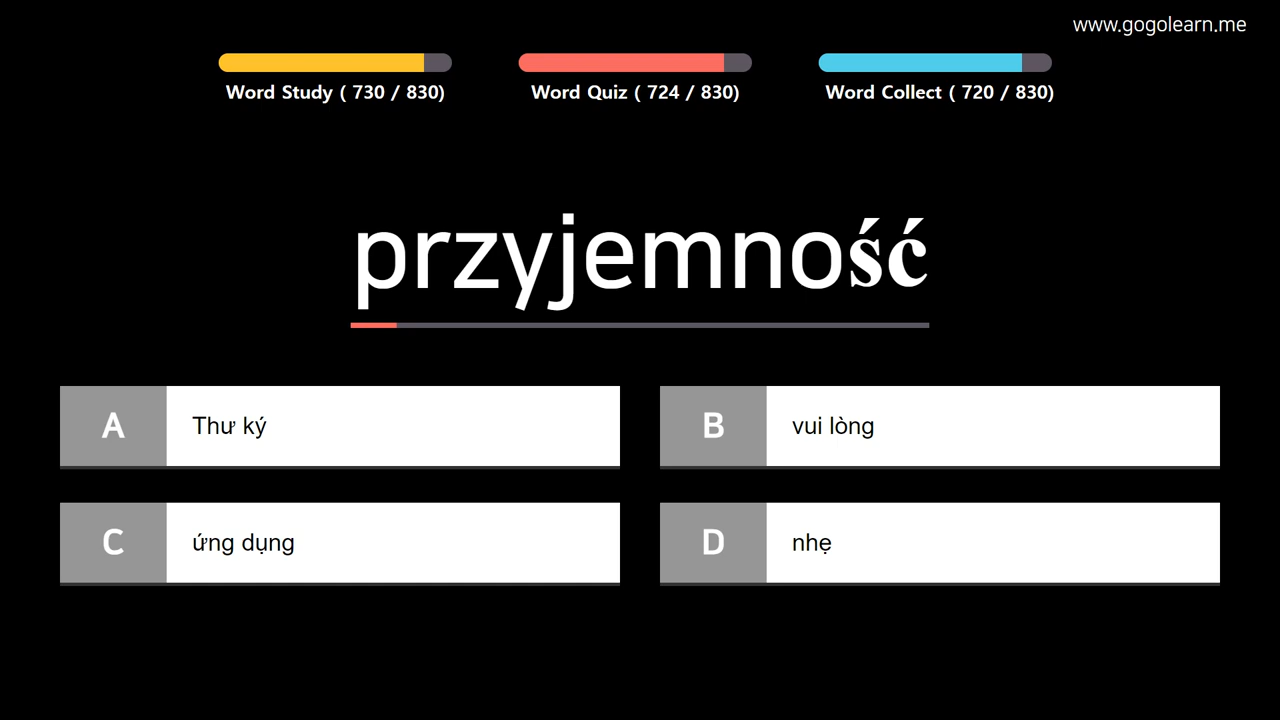 www.gogolearn.me
Word Study ( 730 / 830)
Word Quiz ( 724 / 830)
Word Collect ( 720 / 830)
przyjemność
A
Thư ký
B
vui lòng
C
ứng dụng
D
nhẹ